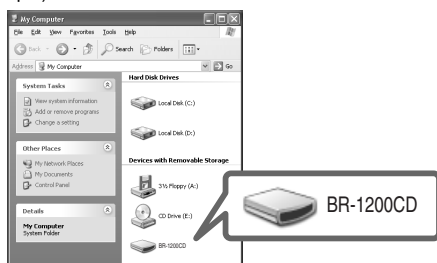 My Computer
File Edit View Favorites Tools Help
Back Search Folders
Address My Computer Go
System Tasks
View system information
Add or remove programs
Change a setting
Other Places
My Network Places
My Documents
Control Panel
Details
My Computer
System Folder
Hard Disk Drives
Local Disk (C:)
Local Disk (D:)
Devices with Removable Storage
3½ Floppy (A:)
CD Drive (E:)
BR-1200CD
BR-1200CD